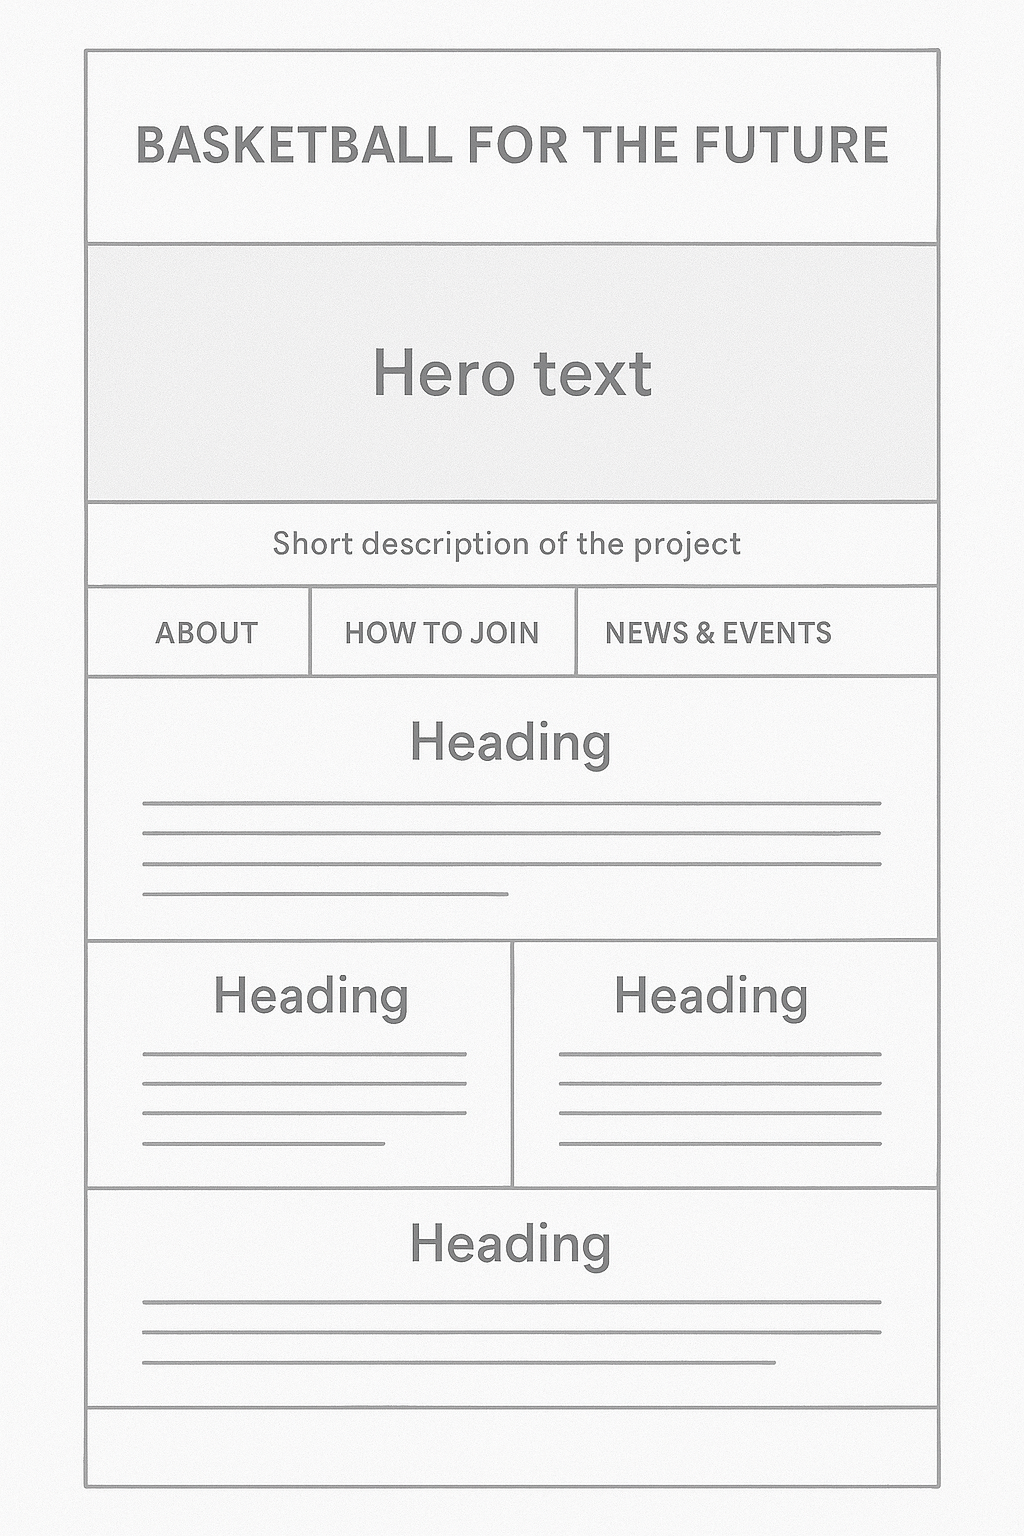 BASKETBALL FOR THE FUTURE
Hero text
Short description of the project
ABOUT
HOW TO JOIN
NEWS & EVENTS
Heading
Heading
Heading
Heading